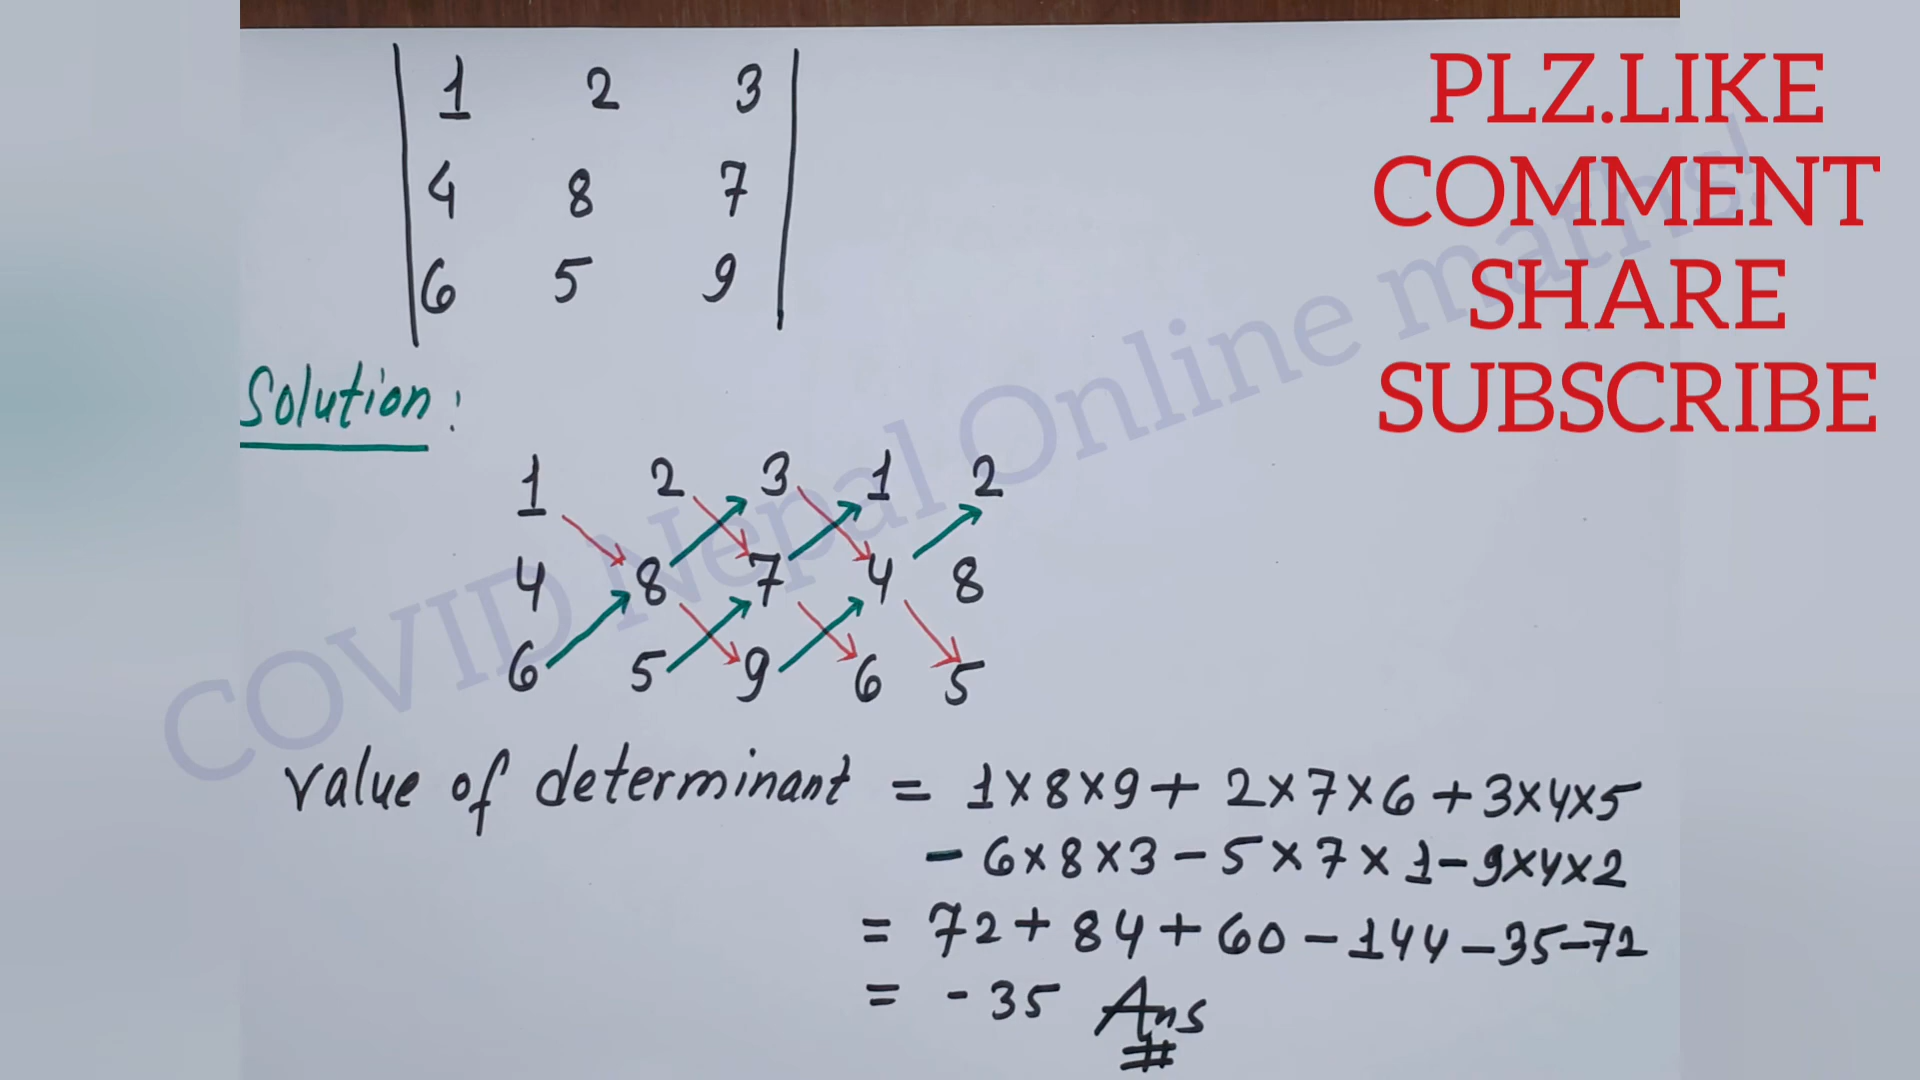 1 2 3
4 8 7
6 5 9
PLZ.LIKE
COMMENT
SHARE
SUBSCRIBE
Solution:
1 2 3 1 2
4 8 7 4 8
6 5 9 6 5
COVID Nepal Online maths!
value of determinant = 1×8×9+ 2×7×6+3×4×5
- 6×8×3-5×7×1-9×4×2
= 72+84+60-144-35-72
= -35 Ans